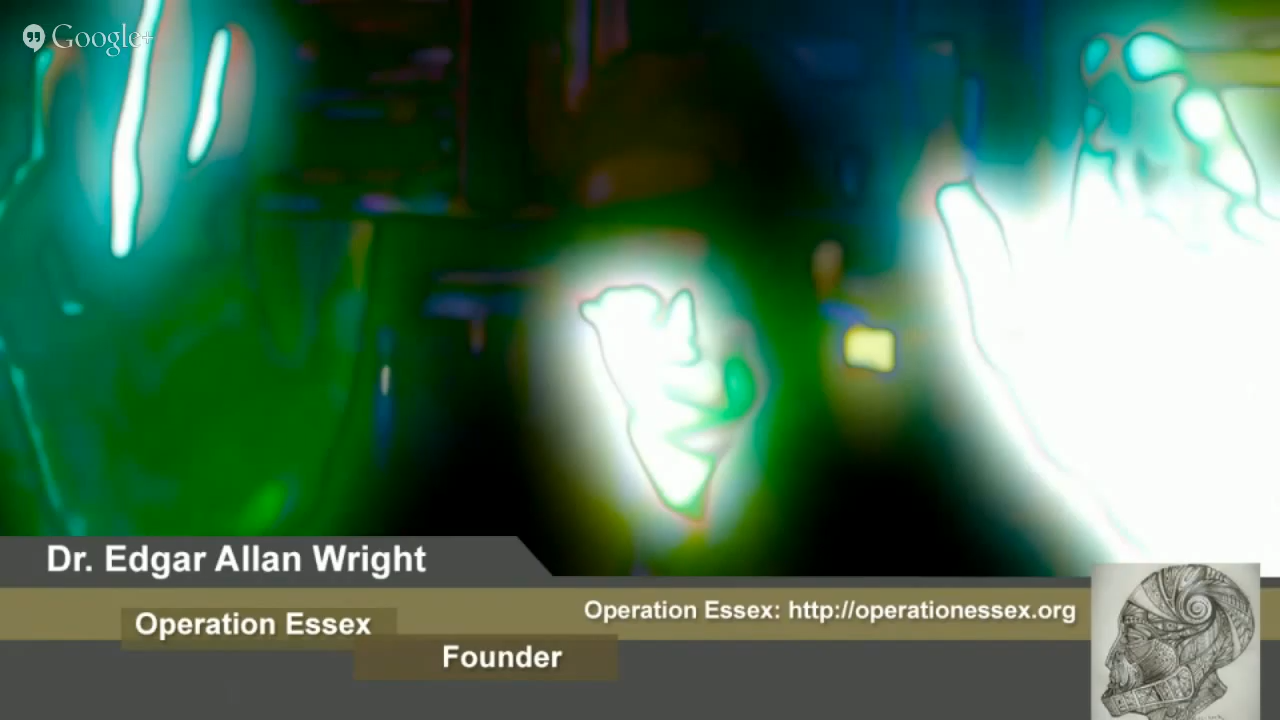 Google+
Dr. Edgar Allan Wright
Operation Essex: http://operationessex.org
Operation Essex
Founder